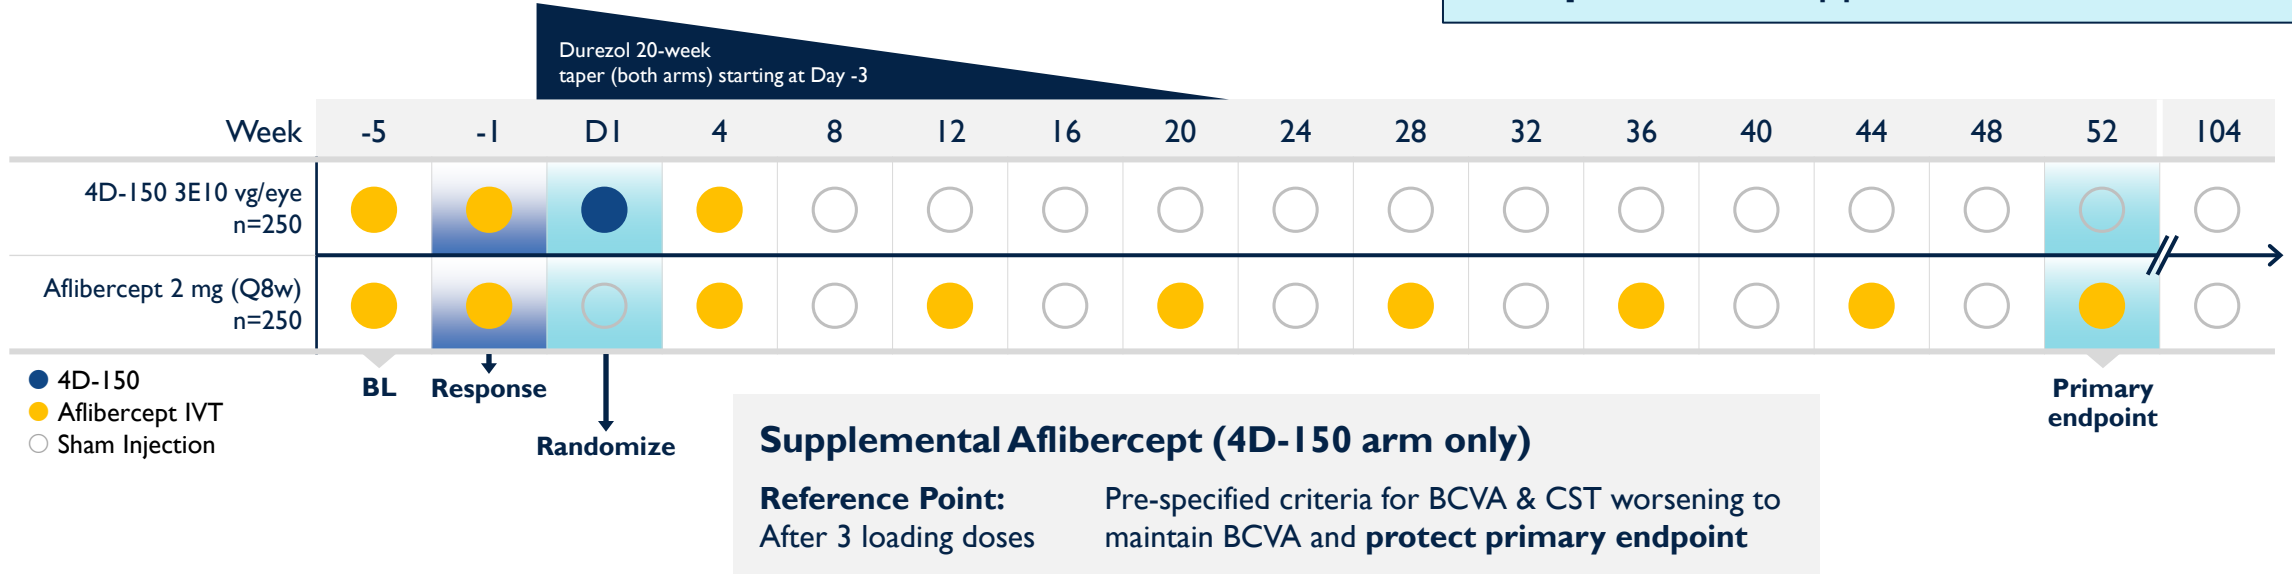 Durezol 20-week
taper (both arms) starting at Day -3
Week -5 -1 D1 4 8 12 16 20 24 28 32 36 40 44 48 52 104
4D-150 3E10 vg/eye
n=250
Aflibercept 2 mg (Q8w)
n=250
4D-150
Aflibercept IVT
Sham Injection
BL
Response
Randomize
Primary
endpoint
Supplemental Aflibercept (4D-150 arm only)
Reference Point:
After 3 loading doses
Pre-specified criteria for BCVA & CST worsening to
maintain BCVA and protect primary endpoint